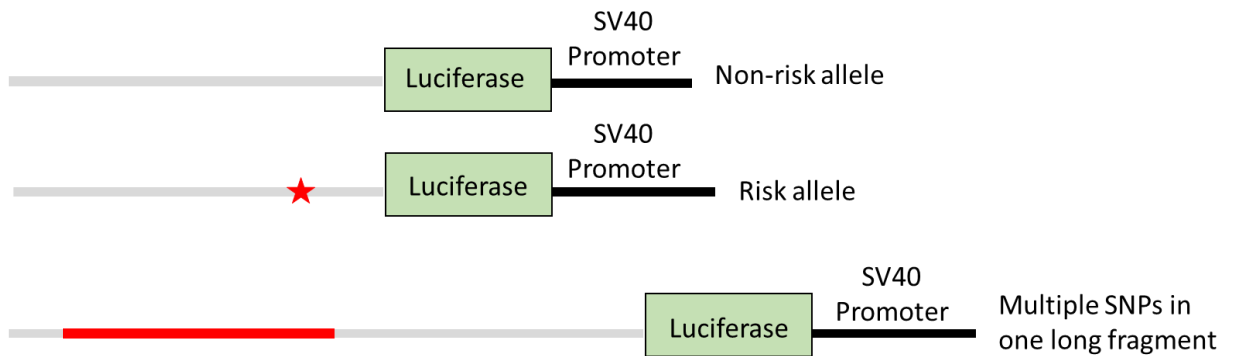 SV40
Promoter
Luciferase
Non-risk allele
SV40
Promoter
Luciferase
Risk allele
SV40
Promoter
Luciferase
Multiple SNPs in
one long fragment